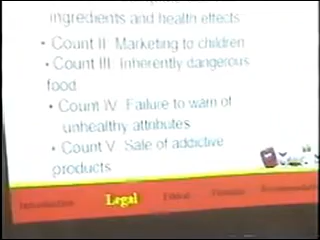 ingredients and health effects
• Count II: Marketing to children
• Count III: Inherently dangerous
food
• Count IV: Failure to warn of
unhealthy attributes
• Count V: Sale of addictive
products
Introduction Legal Ethical